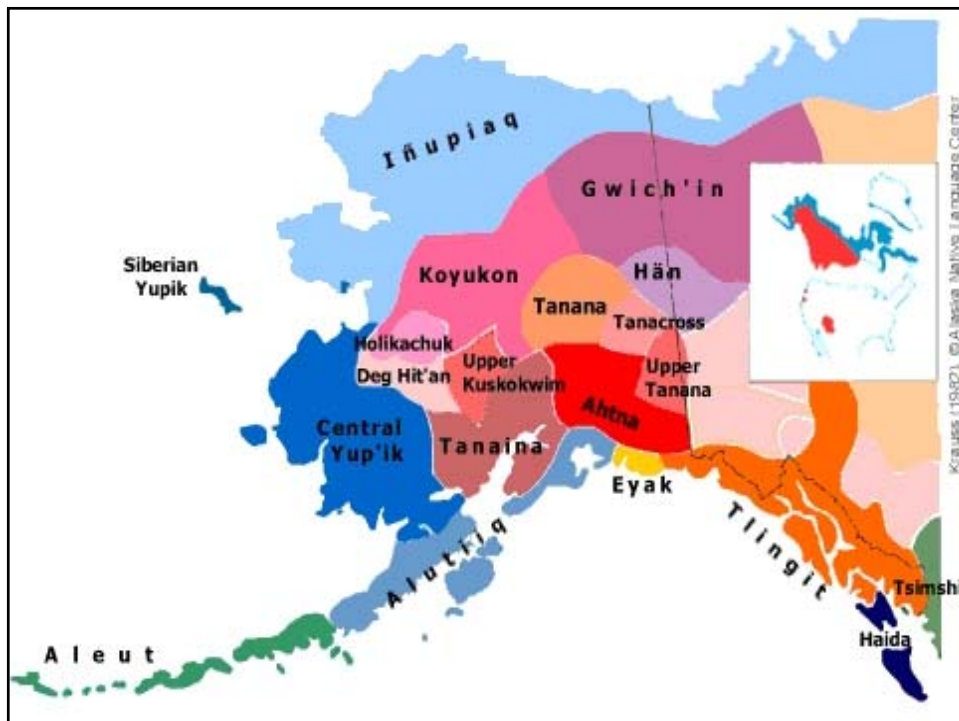 Iñupiaq
Gwich'in
Siberian
Yupik
Koyukon
Hän
Tanana
Tanacross
Holikachuk
Deg Hit'an
Upper
Kuskokwim
Upper
Tanana
Ahtna
Central
Yup'ik
Tanaina
Eyak
Alutiiq
Tlingit
Tsimshi
Haida
Aleut
Krauss (1982), ©Alaska Native Language Center